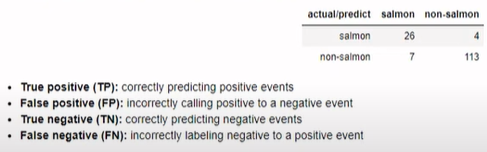 actual/predict salmon non-salmon
salmon 26 4
non-salmon 7 113
• True positive (TP): correctly predicting positive events
• False positive (FP): incorrectly calling positive to a negative event
• True negative (TN): correctly predicting negative events
• False negative (FN): incorrectly labeling negative to a positive event